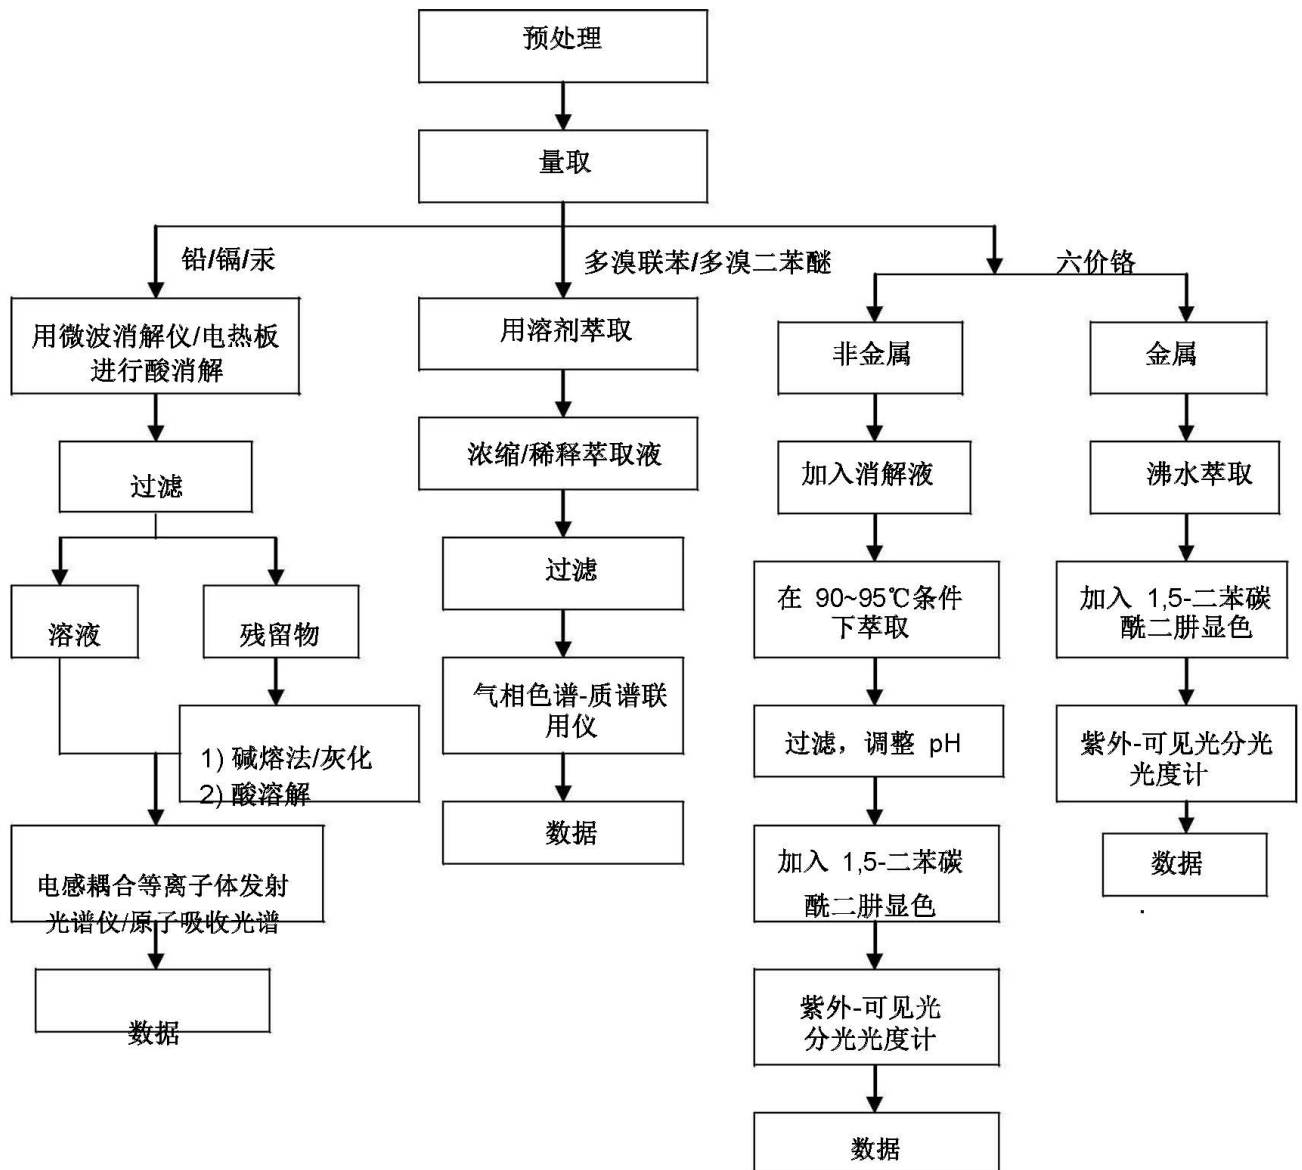 预处理
量取
铅/镉/汞
用微波消解仪/电热板
进行酸消解
过滤
溶液
残留物
1) 碱熔法/灰化
2) 酸溶解
电感耦合等离子体发射
光谱仪/原子吸收光谱
数据
多溴联苯/多溴二苯醚
用溶剂萃取
浓缩/稀释萃取液
过滤
气相色谱-质谱联
用仪
数据
六价铬
非金属
加入消解液
在 90~95℃条件
下萃取
过滤，调整 pH
加入 1,5-二苯碳
酰二肼显色
紫外-可见光
分光光度计
数据
金属
沸水萃取
加入 1,5-二苯碳
酰二肼显色
紫外-可见光分光
光度计
数据